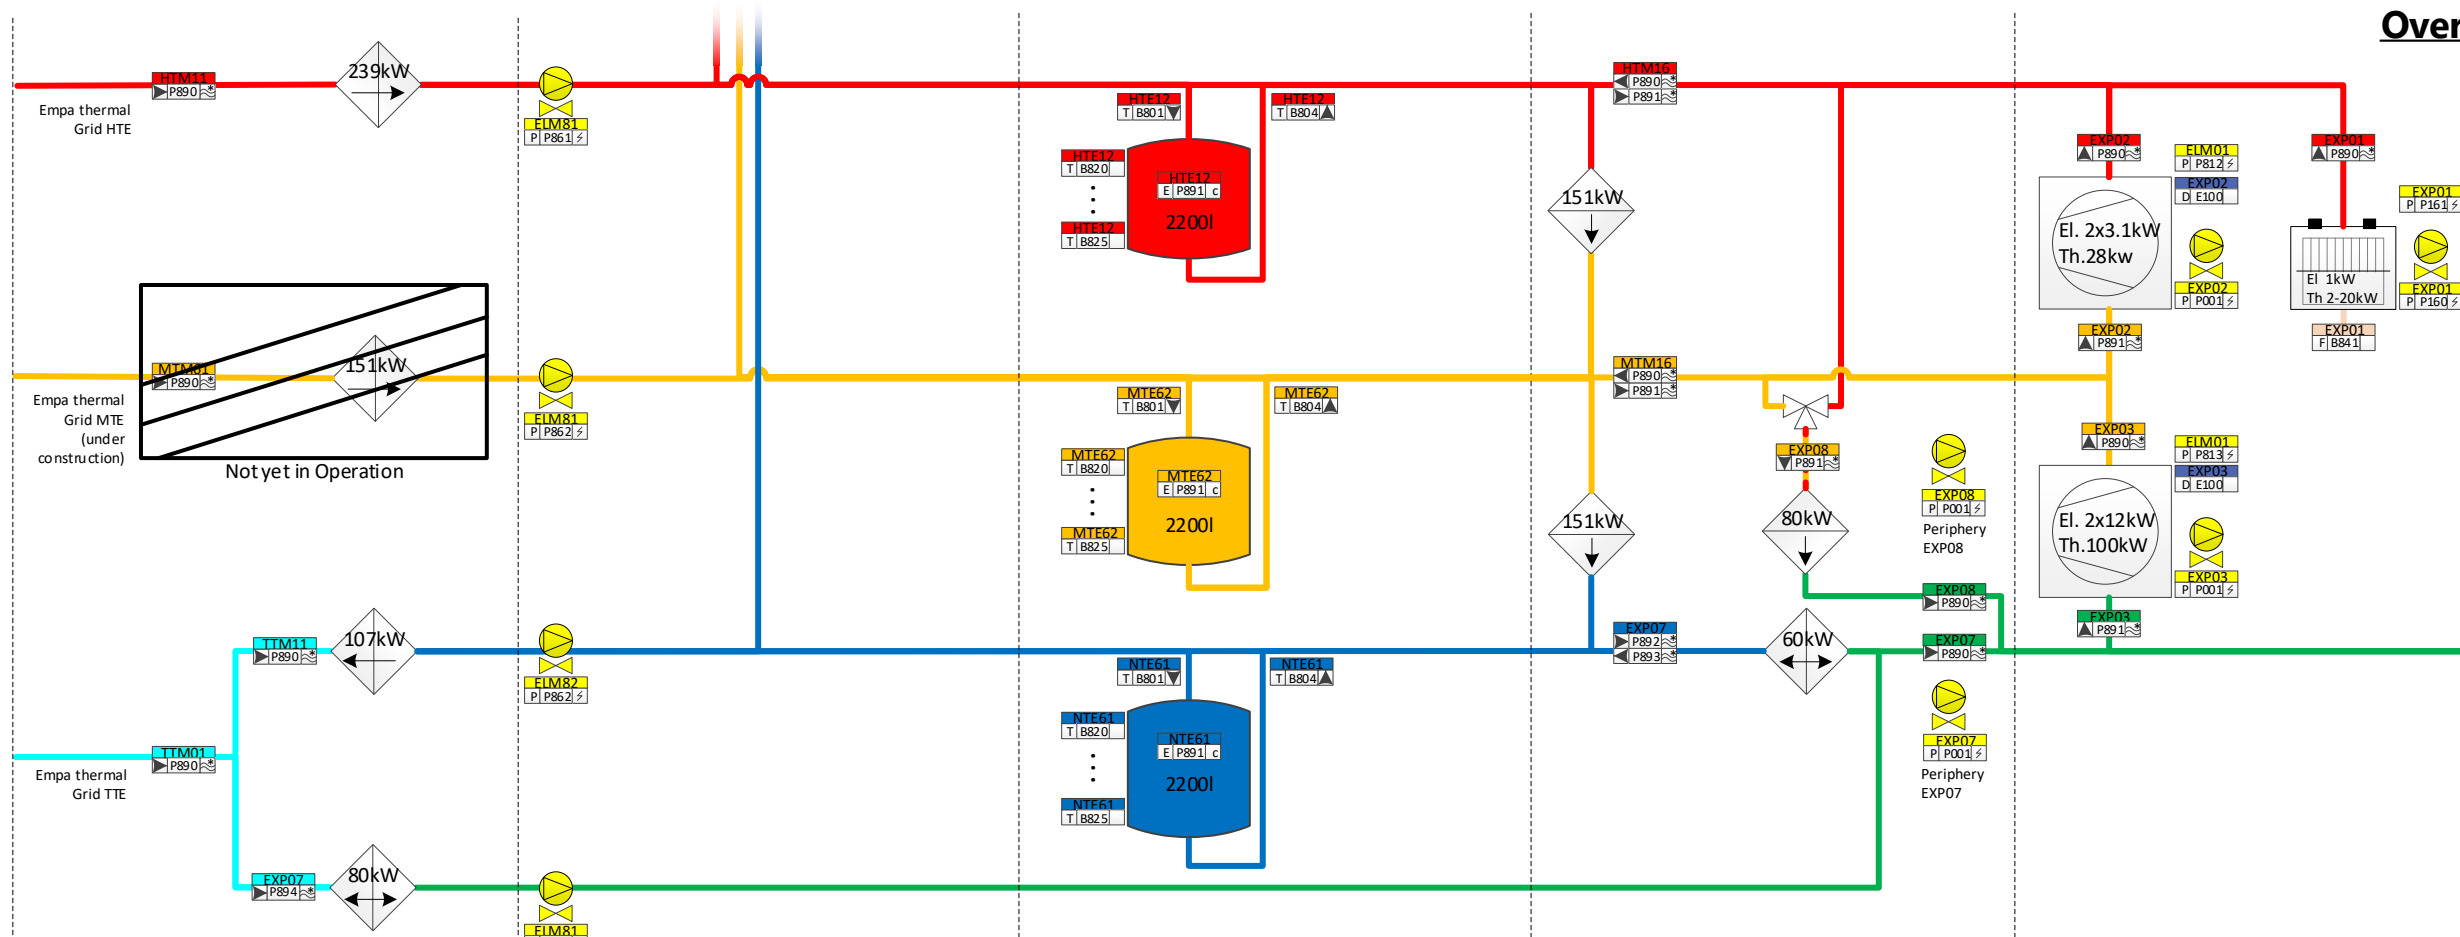 Over
HTM11
P890
239kW
Empa thermal
Grid HTE
ELM81
P P861
HTE12
T B801
HTE12
T B804
HTE12
T B820
HTE12
T B825
HTE12
E P891 c
2200l
HTM16
P890
P891
151kW
EXP02
P890
ELM01
P P812
EXP02
D E100
El. 2x3.1kW
Th.28kw
EXP02
P P001
EXP02
P891
EXP01
P890
EXP01
P P161
El 1kW
Th 2-20kW
EXP01
P P160
EXP01
F B841
MTM81
P890
151kW
Empa thermal
Grid MTE
(under
construction)
Not yet in Operation
ELM81
P P862
MTE62
T B801
MTE62
T B804
MTE62
T B820
MTE62
T B825
MTE62
E P891 c
2200l
MTM16
P890
P891
151kW
EXP08
P891
80kW
EXP08
P P001
Periphery
EXP08
EXP03
P890
ELM01
P P813
EXP03
D E100
El. 2x12kW
Th.100kW
EXP03
P P001
EXP03
P891
EXP08
P890
TTM11
P890
107kW
ELM82
P P862
NTE61
T B801
NTE61
T B804
NTE61
T B820
NTE61
T B825
NTE61
E P891 c
2200l
EXP07
P892
P893
60kW
EXP07
P890
EXP07
P P001
Periphery
EXP07
TTM01
P890
Empa thermal
Grid TTE
EXP07
P894
80kW
ELM81